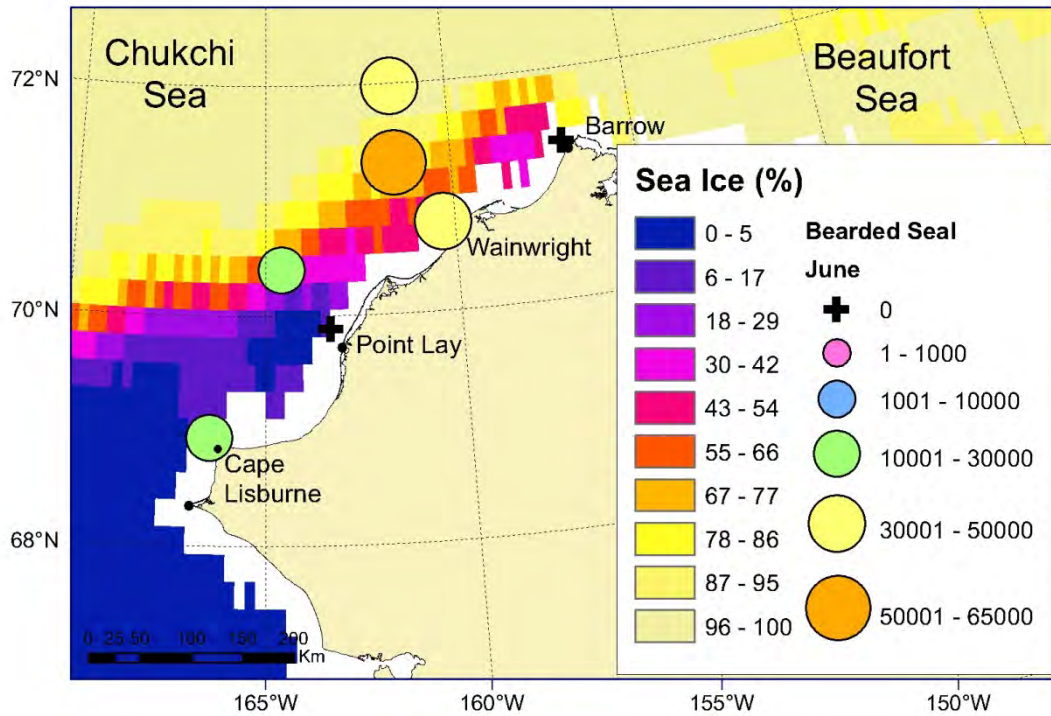 Chukchi
Sea
Beaufort
Sea
72°N
70°N
68°N
Barrow
Wainwright
Point Lay
Cape
Lisburne
0 25 50 100 150 200
Km
165°W
160°W
155°W
150°W
Sea Ice (%)
0 - 5
6 - 17
18 - 29
30 - 42
43 - 54
55 - 66
67 - 77
78 - 86
87 - 95
96 - 100
Bearded Seal
June
0
1 - 1000
1001 - 10000
10001 - 30000
30001 - 50000
50001 - 65000